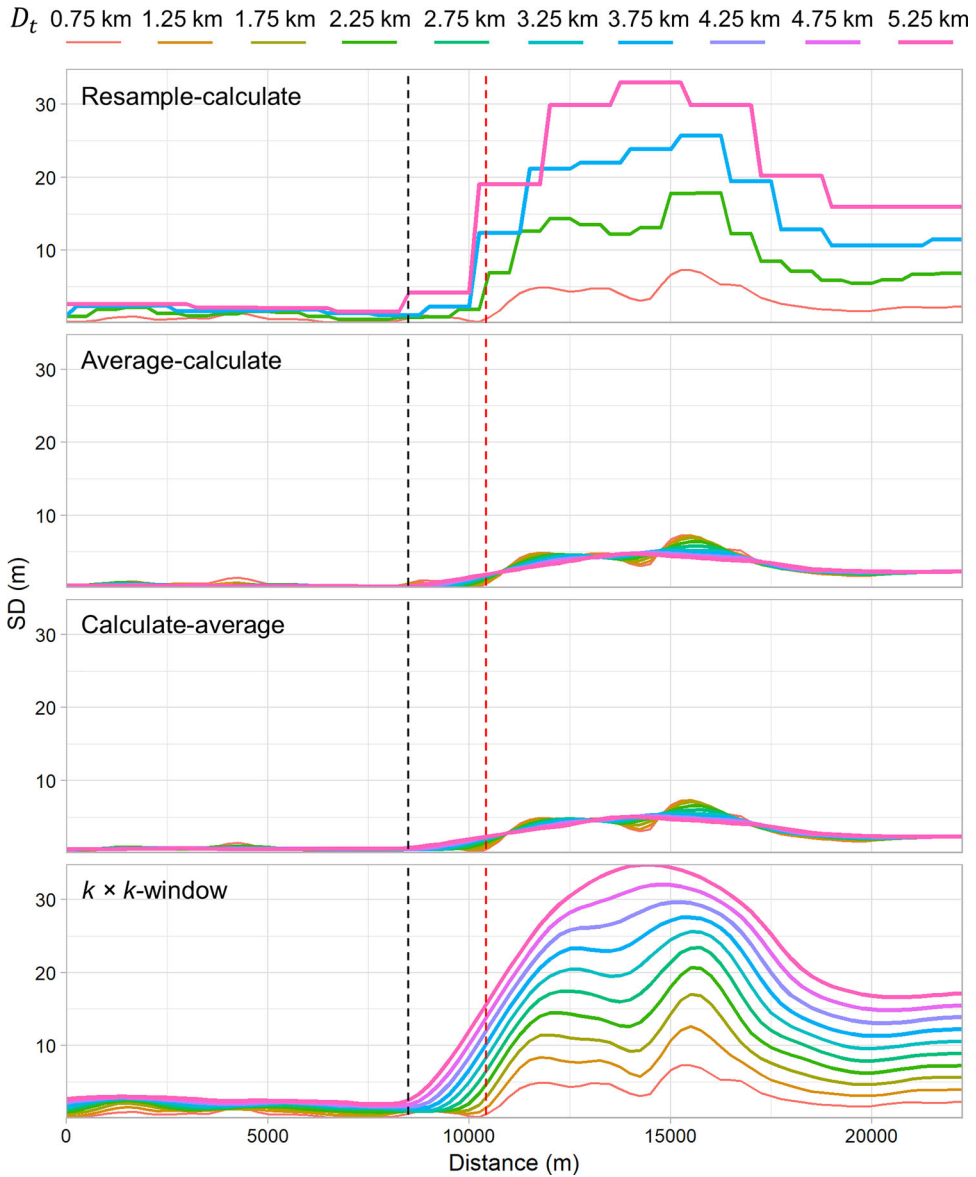 D_t 0.75 km 1.25 km 1.75 km 2.25 km 2.75 km 3.25 km 3.75 km 4.25 km 4.75 km 5.25 km
Resample-calculate
30
20
10
Average-calculate
30
20
10
SD (m)
Calculate-average
30
20
10
k × k-window
30
20
10
0 5000 10000 15000 20000
Distance (m)